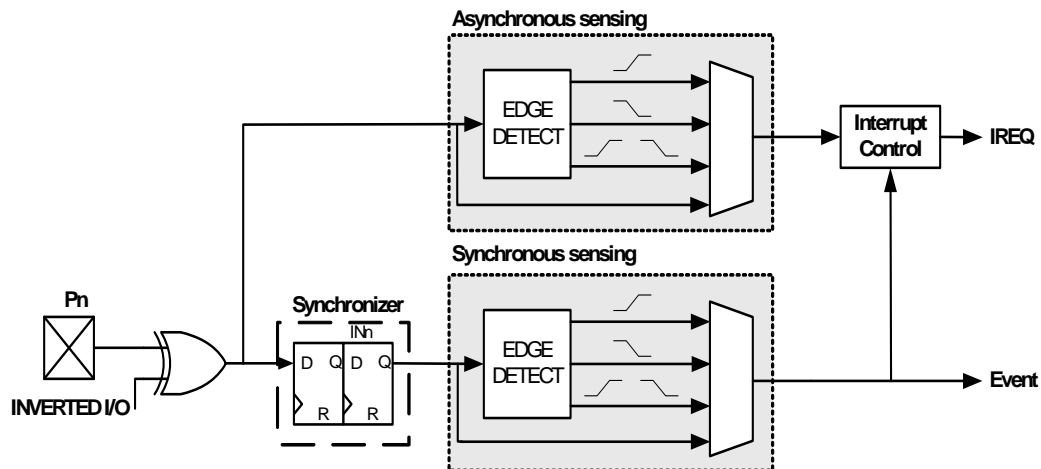 Asynchronous sensing
EDGE
DETECT
Interrupt
Control
IREQ
Synchronous sensing
Pn
Synchronizer
INn
D Q D Q
R R
EDGE
DETECT
INVERTED I/O
Event